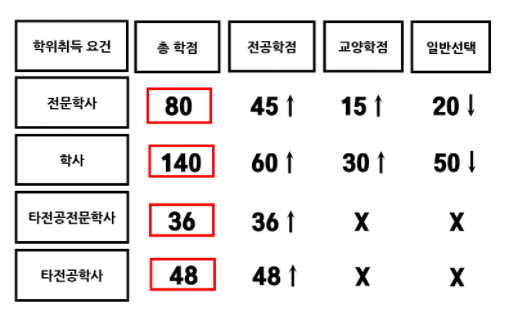 학위취득 요건 총 학점 전공학점 교양학점 일반선택
전문학사 80 45↑ 15↑ 20↓
학사 140 60↑ 30↑ 50↓
타전공전문학사 36 36↑ X X
타전공학사 48 48↑ X X